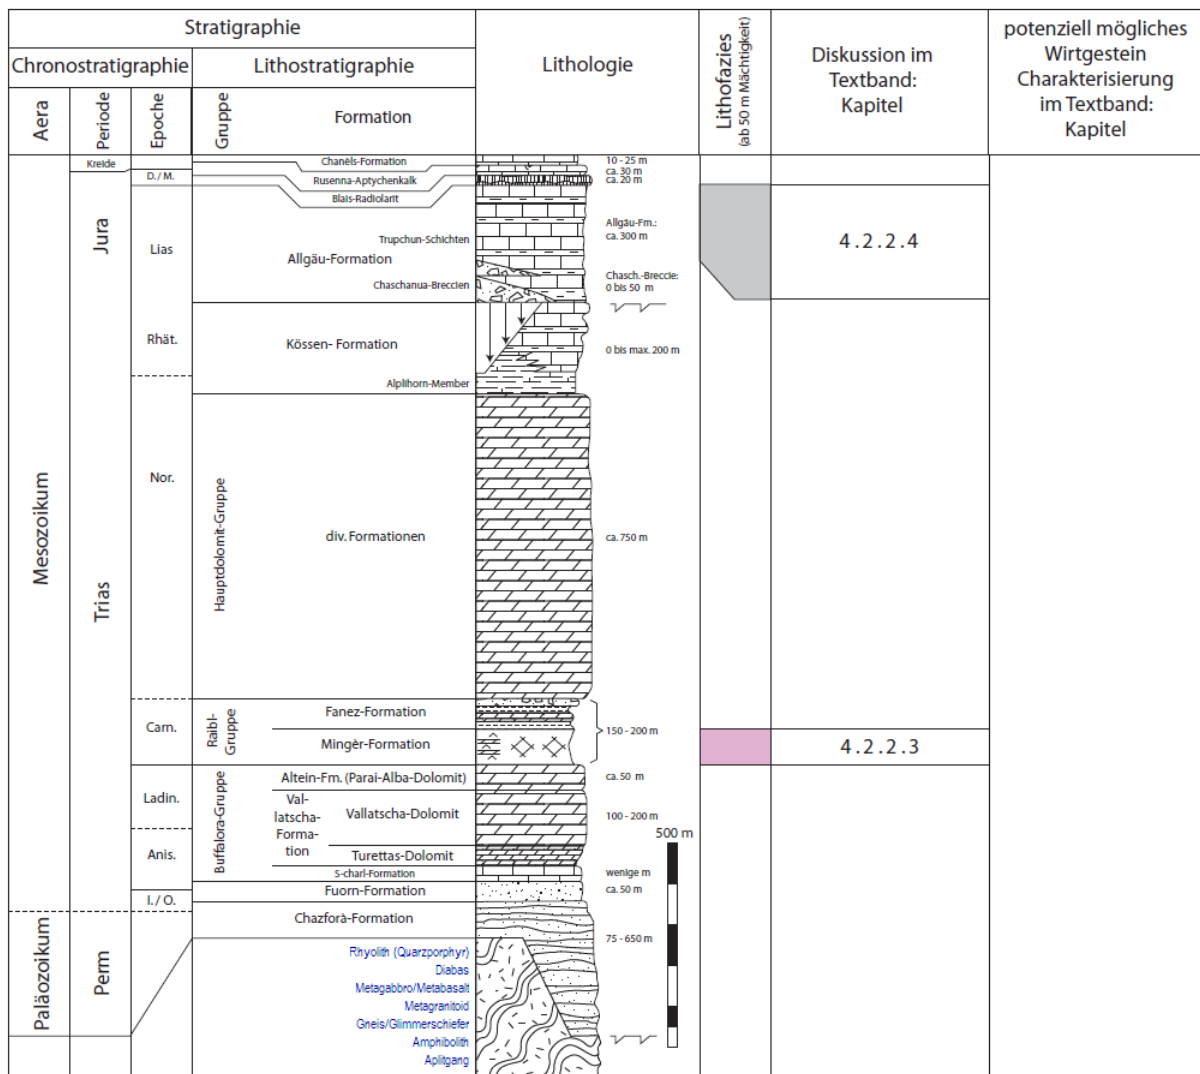 Stratigraphie
Chronostratigraphie
Lithostratigraphie
Aera
Periode
Epoche
Gruppe
Formation
Lithologie
Lithofazies
(ab 50 m Mächtigkeit)
Diskussion im
Textband:
Kapitel
potenziell mögliches
Wirtgestein
Charakterisierung
im Textband:
Kapitel
Mesozoikum
Paläozoikum
Kreide
Jura
Trias
Perm
D./ M.
Lias
Rhät.
Nor.
Carn.
Ladin.
Anis.
I. / O.
Chanèls-Formation
10 - 25 m
Rusenna-Aptychenkalk
ca. 30 m
Blais-Radiolarit
ca. 20 m
Trupchun-Schichten
Allgäu-Formation
Chaschanua-Breccien
Allgäu-Fm.:
ca. 300 m
Chasch.-Breccie:
0 bis 50 m
4.2.2.4
Kössen- Formation
0 bis max. 200 m
Alplihorn-Member
Hauptdolomit-Gruppe
div. Formationen
ca. 750 m
Raibl-
Gruppe
Fanez-Formation
Mingèr-Formation
150 - 200 m
4.2.2.3
Buffalora-Gruppe
Altein-Fm. (Parai-Alba-Dolomit)
ca. 50 m
Val-
latscha-
Forma-
tion
Vallatscha-Dolomit
100 - 200 m
Turettas-Dolomit
S-charl-Formation
wenige m
Fuorn-Formation
ca. 50 m
Chazforà-Formation
75 - 650 m
500 m
Rhyolith (Quarzporphyr)
Diabas
Metagabbro/Metabasalt
Metagranitoid
Gneis/Glimmerschiefer
Amphibolith
Aplitgang